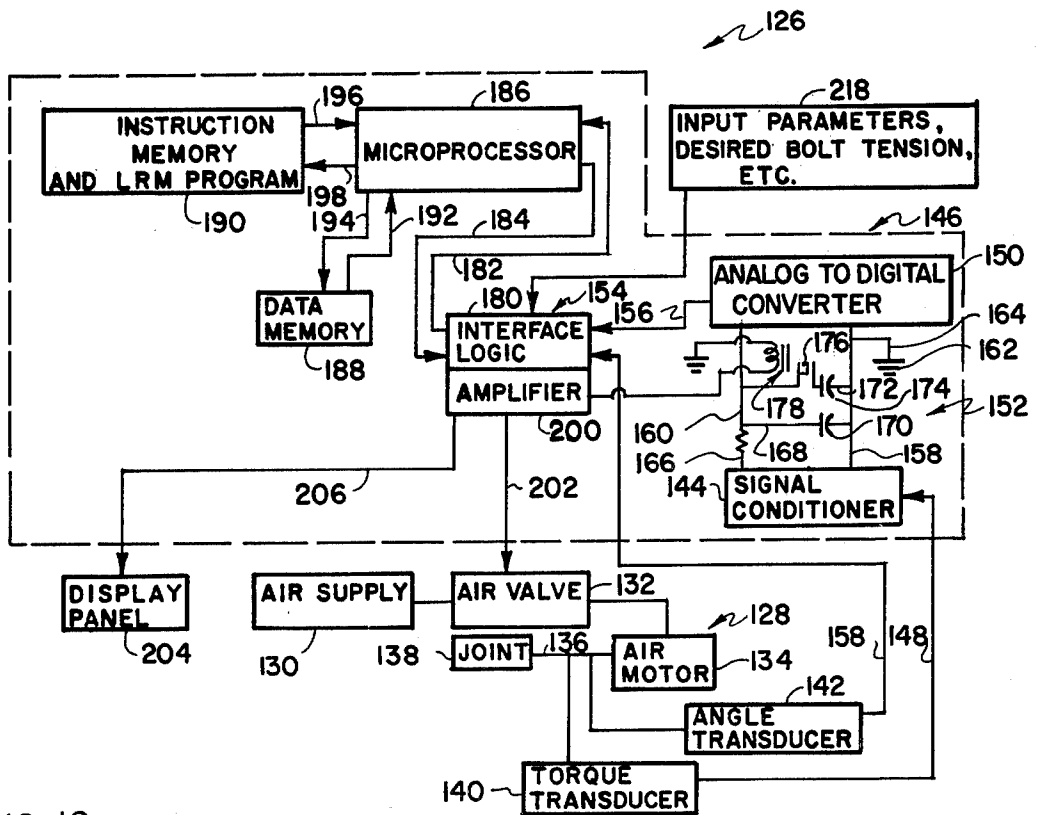 126
196
186
218
INSTRUCTION
MEMORY
AND LRM PROGRAM
MICROPROCESSOR
INPUT PARAMETERS,
DESIRED BOLT TENSION,
ETC.
198
190
194
192
184
146
182
ANALOG TO DIGITAL
CONVERTER
150
180
154
156
164
DATA
MEMORY
INTERFACE
LOGIC
176
162
188
AMPLIFIER
172
174
178
152
200
160
170
168
206
202
166
158
144
SIGNAL
CONDITIONER
DISPLAY
PANEL
AIR SUPPLY
AIR VALVE
132
128
204
130
138
JOINT
136
AIR
MOTOR
134
158
148
142
ANGLE
TRANSDUCER
140
TORQUE
TRANSDUCER